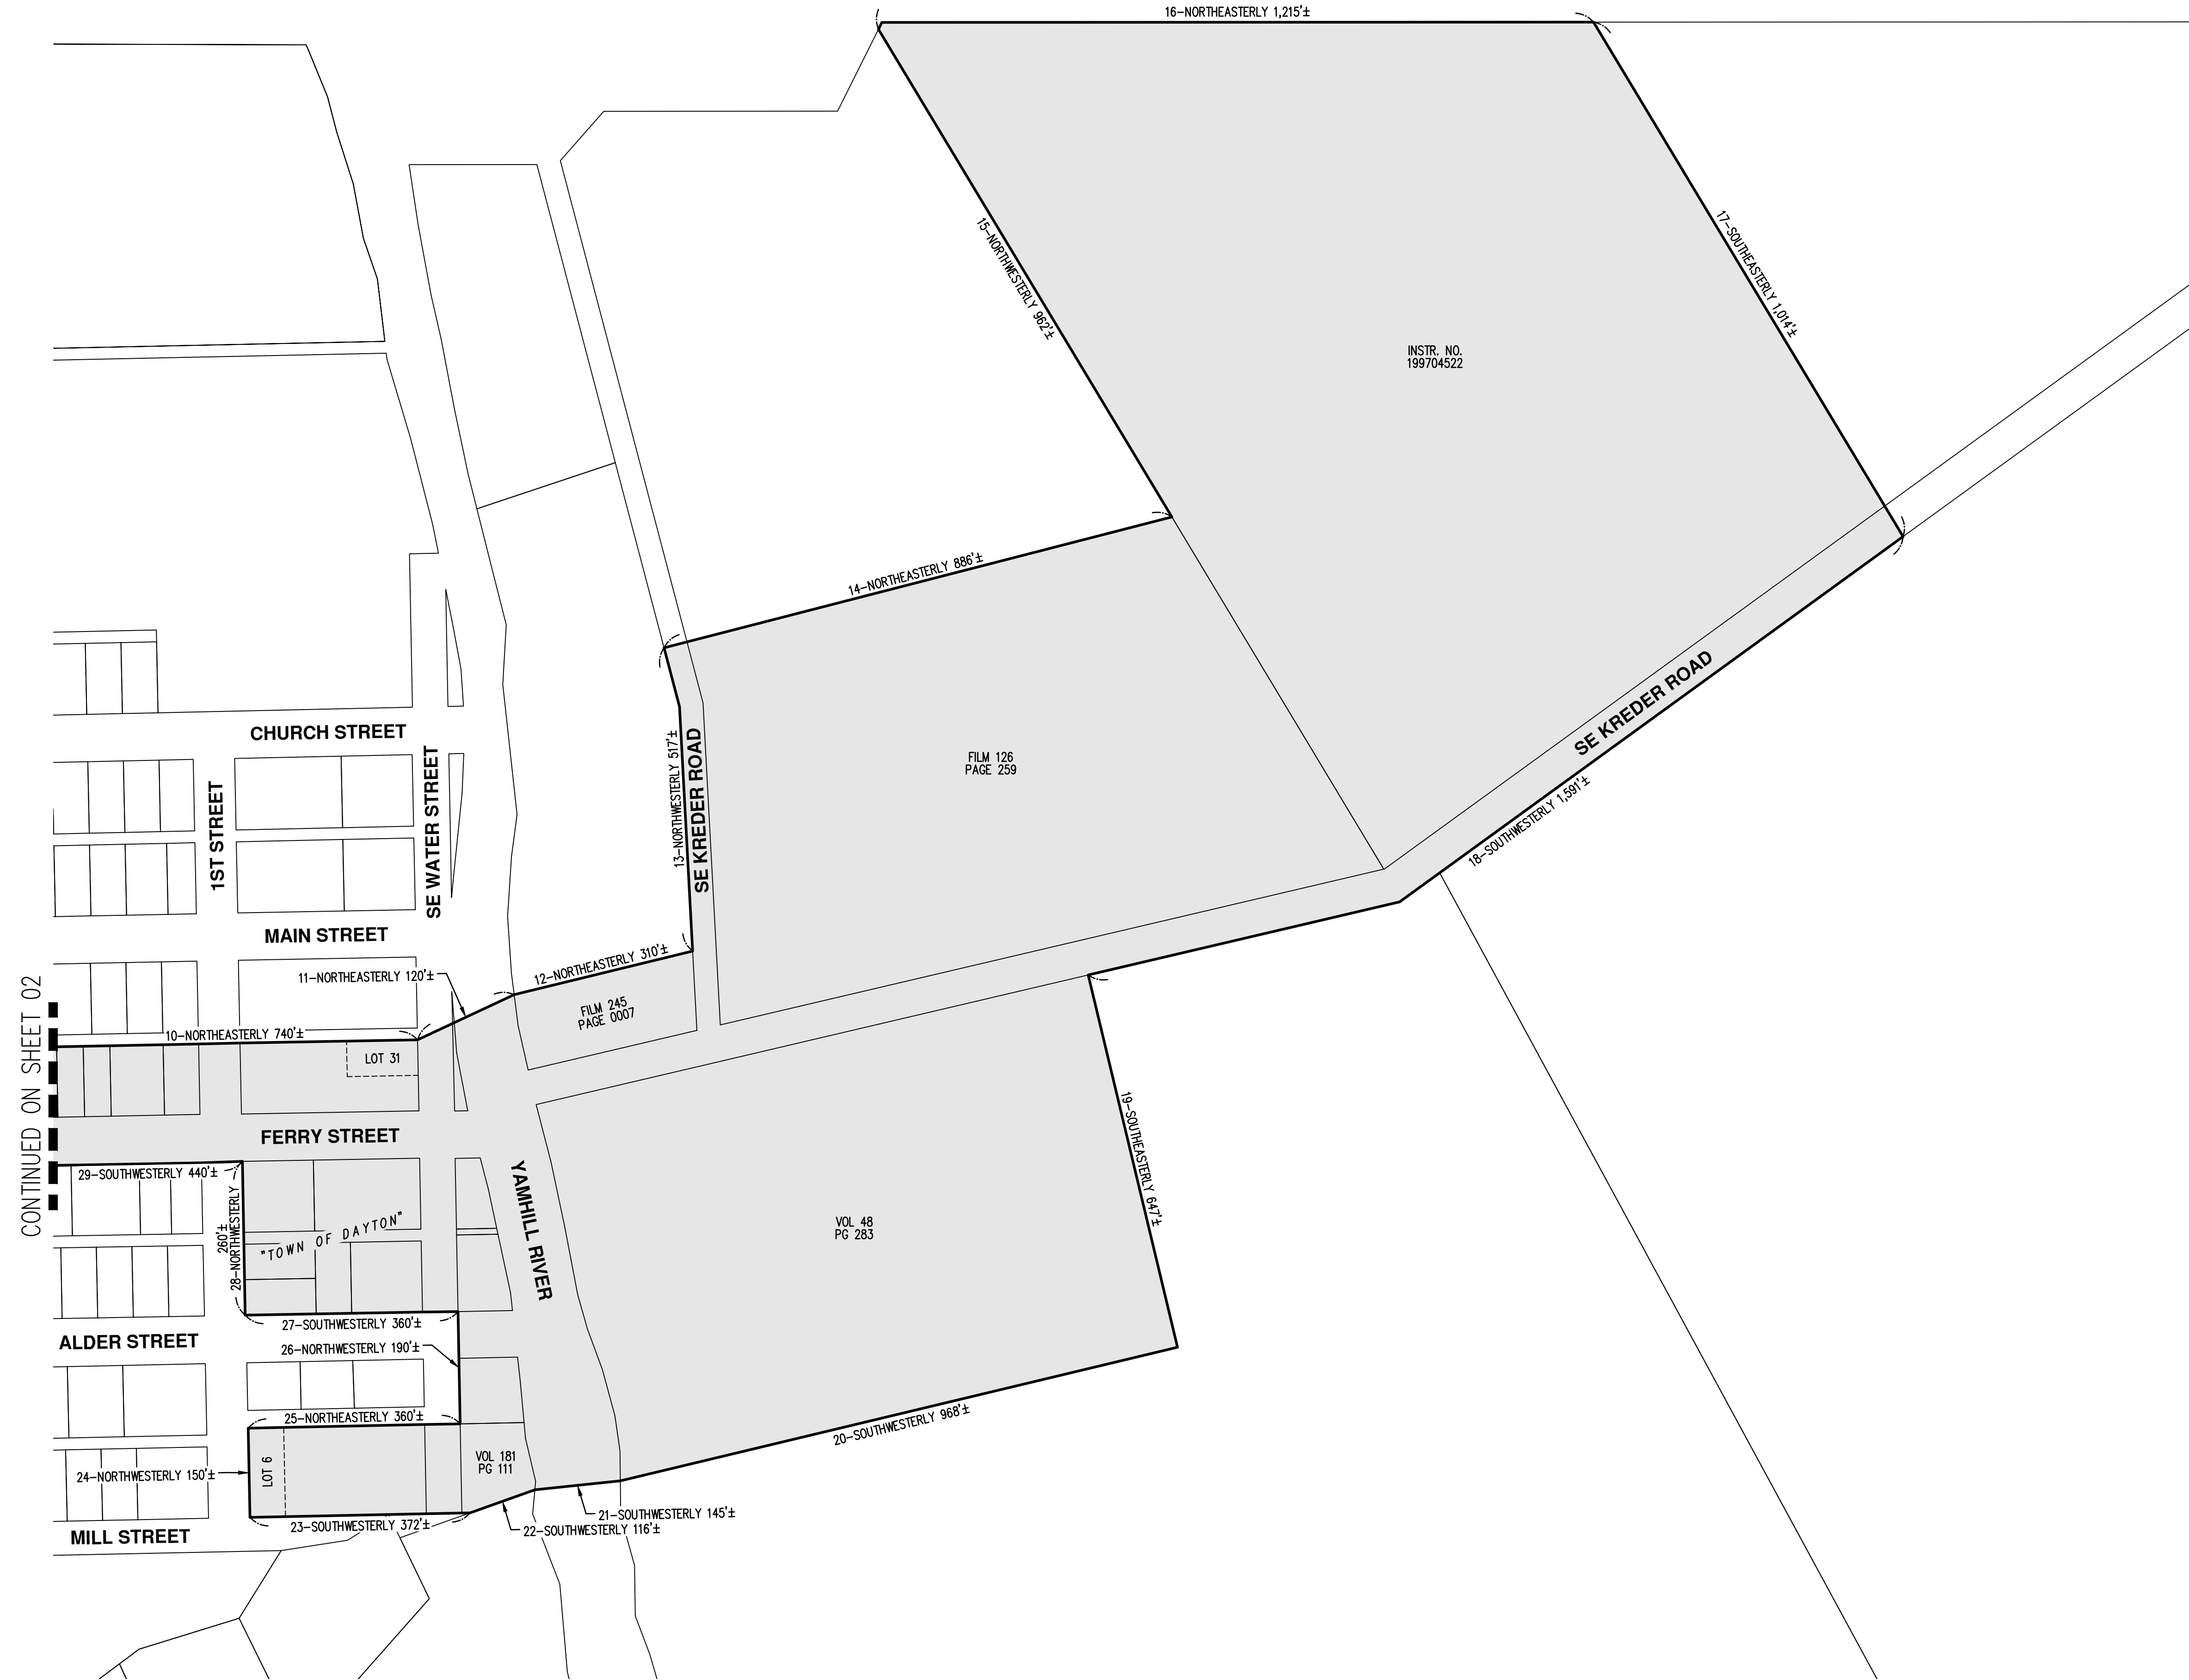 16-NORTHEASTERLY 1,215'±
15-NORTHWESTERLY 962'±
17-SOUTHEASTERLY 1,014'±
INSTR. NO.
199704522
14-NORTHEASTERLY 886'±
SE KREDER ROAD
18-SOUTHWESTERLY 1,591'±
CHURCH STREET
1ST STREET
SE WATER STREET
13-NORTHWESTERLY 517'±
SE KREDER ROAD
FILM 126
PAGE 259
MAIN STREET
12-NORTHEASTERLY 310'±
11-NORTHEASTERLY 120'±
FILM 245
PAGE 0007
CONTINUED ON SHEET 02
10-NORTHEASTERLY 740'±
LOT 31
FERRY STREET
29-SOUTHWESTERLY 440'±
28-NORTHWESTERLY
260'±
"TOWN OF DAYTON"
YAMHILL RIVER
VOL 48
PG 283
19-SOUTHEASTERLY 647'±
27-SOUTHWESTERLY 360'±
ALDER STREET
26-NORTHWESTERLY 190'±
25-NORTHEASTERLY 360'±
20-SOUTHWESTERLY 968'±
LOT 6
VOL 181
PG 111
24-NORTHWESTERLY 150'±
21-SOUTHWESTERLY 145'±
23-SOUTHWESTERLY 372'±
22-SOUTHWESTERLY 116'±
MILL STREET